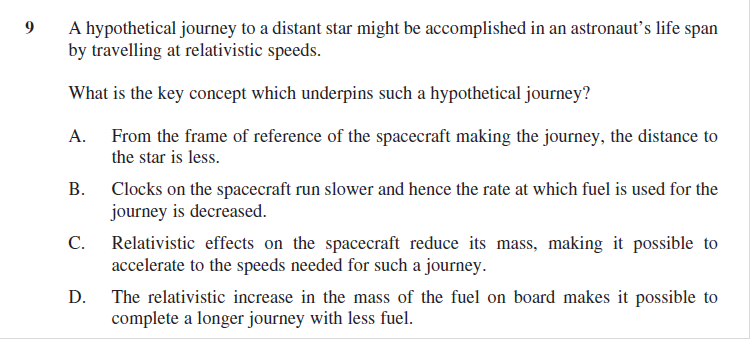 9 A hypothetical journey to a distant star might be accomplished in an astronaut's life span
by travelling at relativistic speeds.
What is the key concept which underpins such a hypothetical journey?
A. From the frame of reference of the spacecraft making the journey, the distance to
the star is less.
B. Clocks on the spacecraft run slower and hence the rate at which fuel is used for the
journey is decreased.
C. Relativistic effects on the spacecraft reduce its mass, making it possible to
accelerate to the speeds needed for such a journey.
D. The relativistic increase in the mass of the fuel on board makes it possible to
complete a longer journey with less fuel.